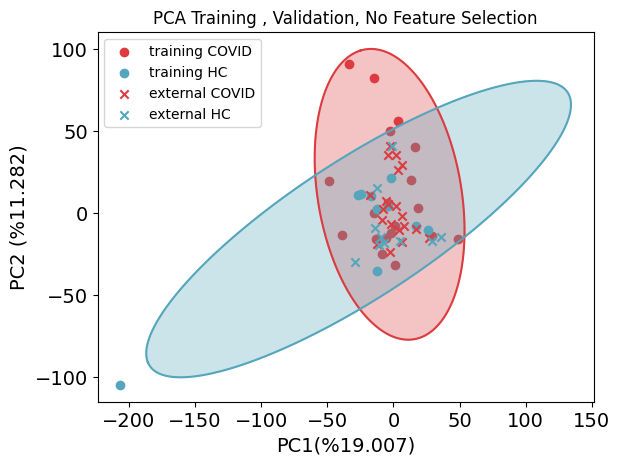 PCA Training , Validation, No Feature Selection
training COVID
training HC
external COVID
external HC
100
50
0
−50
−100
PC2 (%11.282)
−200
−150
−100
−50
0
50
100
150
PC1(%19.007)